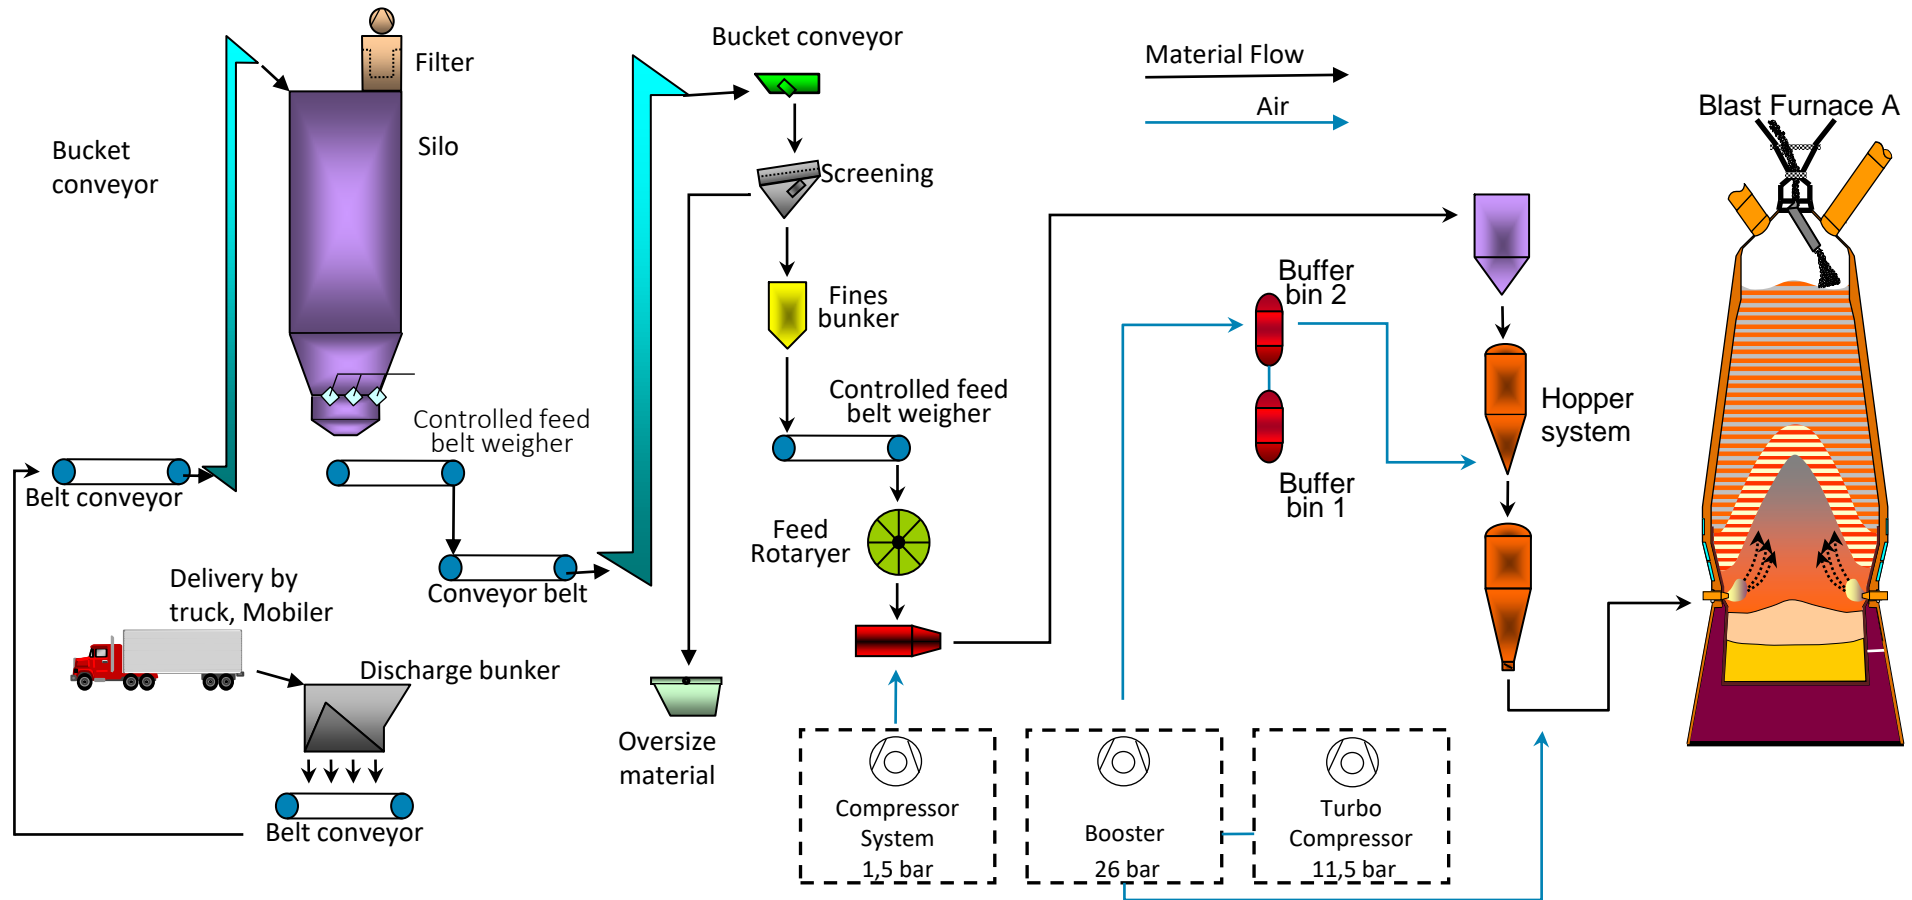 Filter
Silo
Bucket
conveyor
Bucket conveyor
Screening
Material Flow
Air
Blast Furnace A
Fines
bunker
Buffer
bin 2
Buffer
bin 1
Hopper
system
Controlled feed
belt weigher
Controlled feed
belt weigher
Belt conveyor
Conveyor belt
Feed
Rotaryer
Delivery by
truck, Mobiler
Discharge bunker
Belt conveyor
Oversize
material
Compressor
System
1,5 bar
Booster
26 bar
Turbo
Compressor
11,5 bar